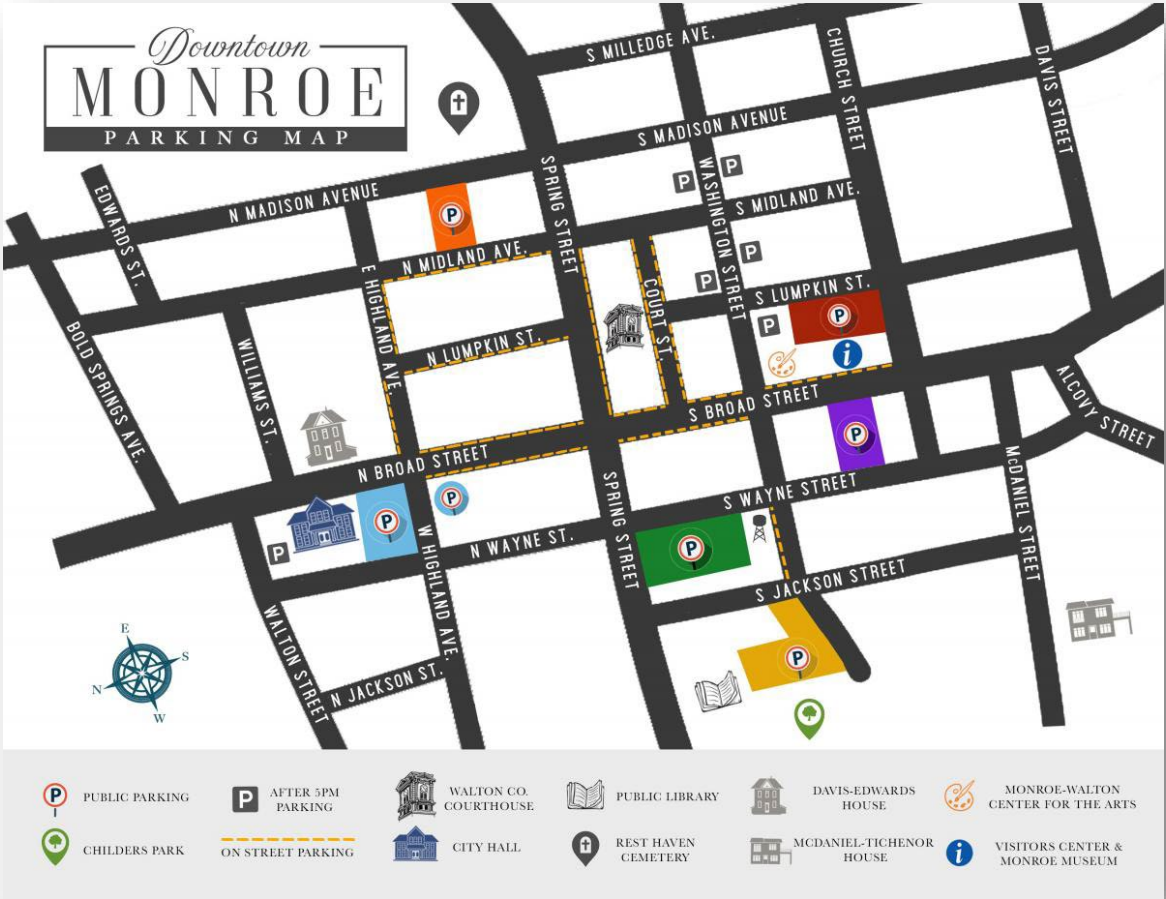 Downtown
MONROE
PARKING MAP
S MILLEDGE AVE.
CHURCH STREET
DAVIS STREET
S MADISON AVENUE
EDWARDS ST.
N MADISON AVENUE
P
SPRING STREET
P
WASHINGTON STREET
P
S MIDLAND AVE.
N MIDLAND AVE.
P
E HIGHLAND AVE.
P
COURT ST.
S LUMPKIN ST.
BOLD SPRINGS AVE.
WILLIAMS ST.
N LUMPKIN ST.
P
P
i
S BROAD STREET
ALCOVY STREET
N BROAD STREET
P
McDANIEL STREET
P
P
SPRING STREET
S WAYNE STREET
P
W HIGHLAND AVE.
N WAYNE ST.
P
S JACKSON STREET
WALTON STREET
N JACKSON ST.
P
E
S
N
W
P
PUBLIC PARKING
P
AFTER 5PM
PARKING
WALTON CO.
COURTHOUSE
PUBLIC LIBRARY
DAVIS-EDWARDS
HOUSE
MONROE-WALTON
CENTER FOR THE ARTS
CHILDERS PARK
ON STREET PARKING
CITY HALL
REST HAVEN
CEMETERY
MCDANIEL-TICHENOR
HOUSE
i
VISITORS CENTER &
MONROE MUSEUM